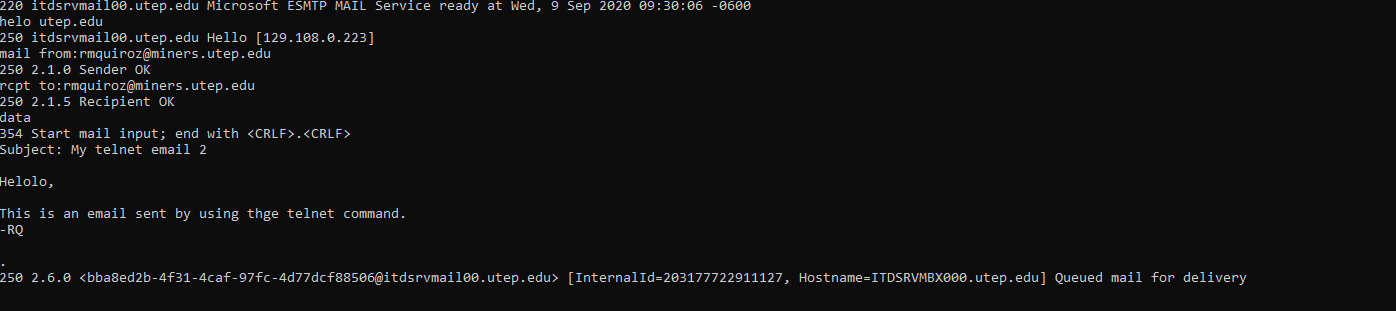 220 itdsrvmail00.utep.edu Microsoft ESMTP MAIL Service ready at Wed, 9 Sep 2020 09:30:06 -0600
helo utep.edu
250 itdsrvmail00.utep.edu Hello [129.108.0.223]
mail from:rmquiroz@miners.utep.edu
250 2.1.0 Sender OK
rcpt to:rmquiroz@miners.utep.edu
250 2.1.5 Recipient OK
data
354 Start mail input; end with <CRLF>.<CRLF>
Subject: My telnet email 2
Helolo,
This is an email sent by using thge telnet command.
-RQ
.
250 2.6.0 <bba8ed2b-4f31-4caf-97fc-4d77dcf88506@itdsrvmail00.utep.edu> [InternalId=203177722911127, Hostname=ITDSRVMBX000.utep.edu] Queued mail for delivery